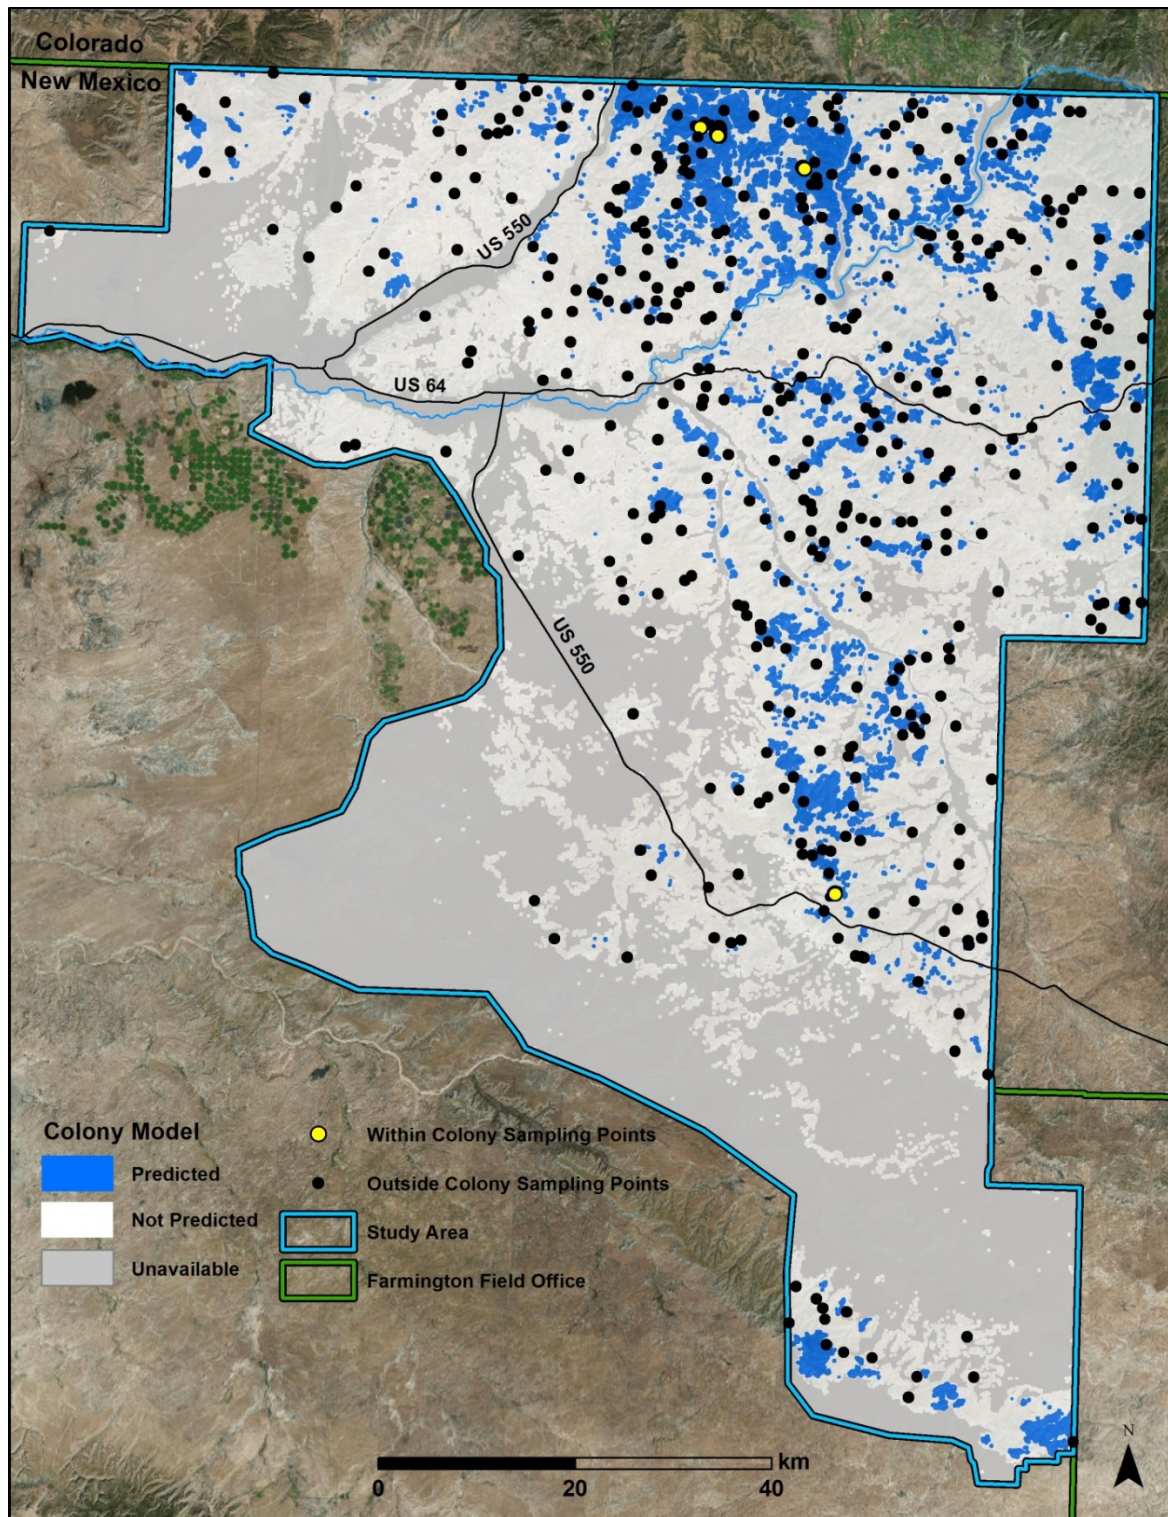 Colorado
New Mexico
US 550
US 64
US 550
Colony Model
Predicted
Not Predicted
Unavailable
Within Colony Sampling Points
Outside Colony Sampling Points
Study Area
Farmington Field Office
N
km
0 20 40